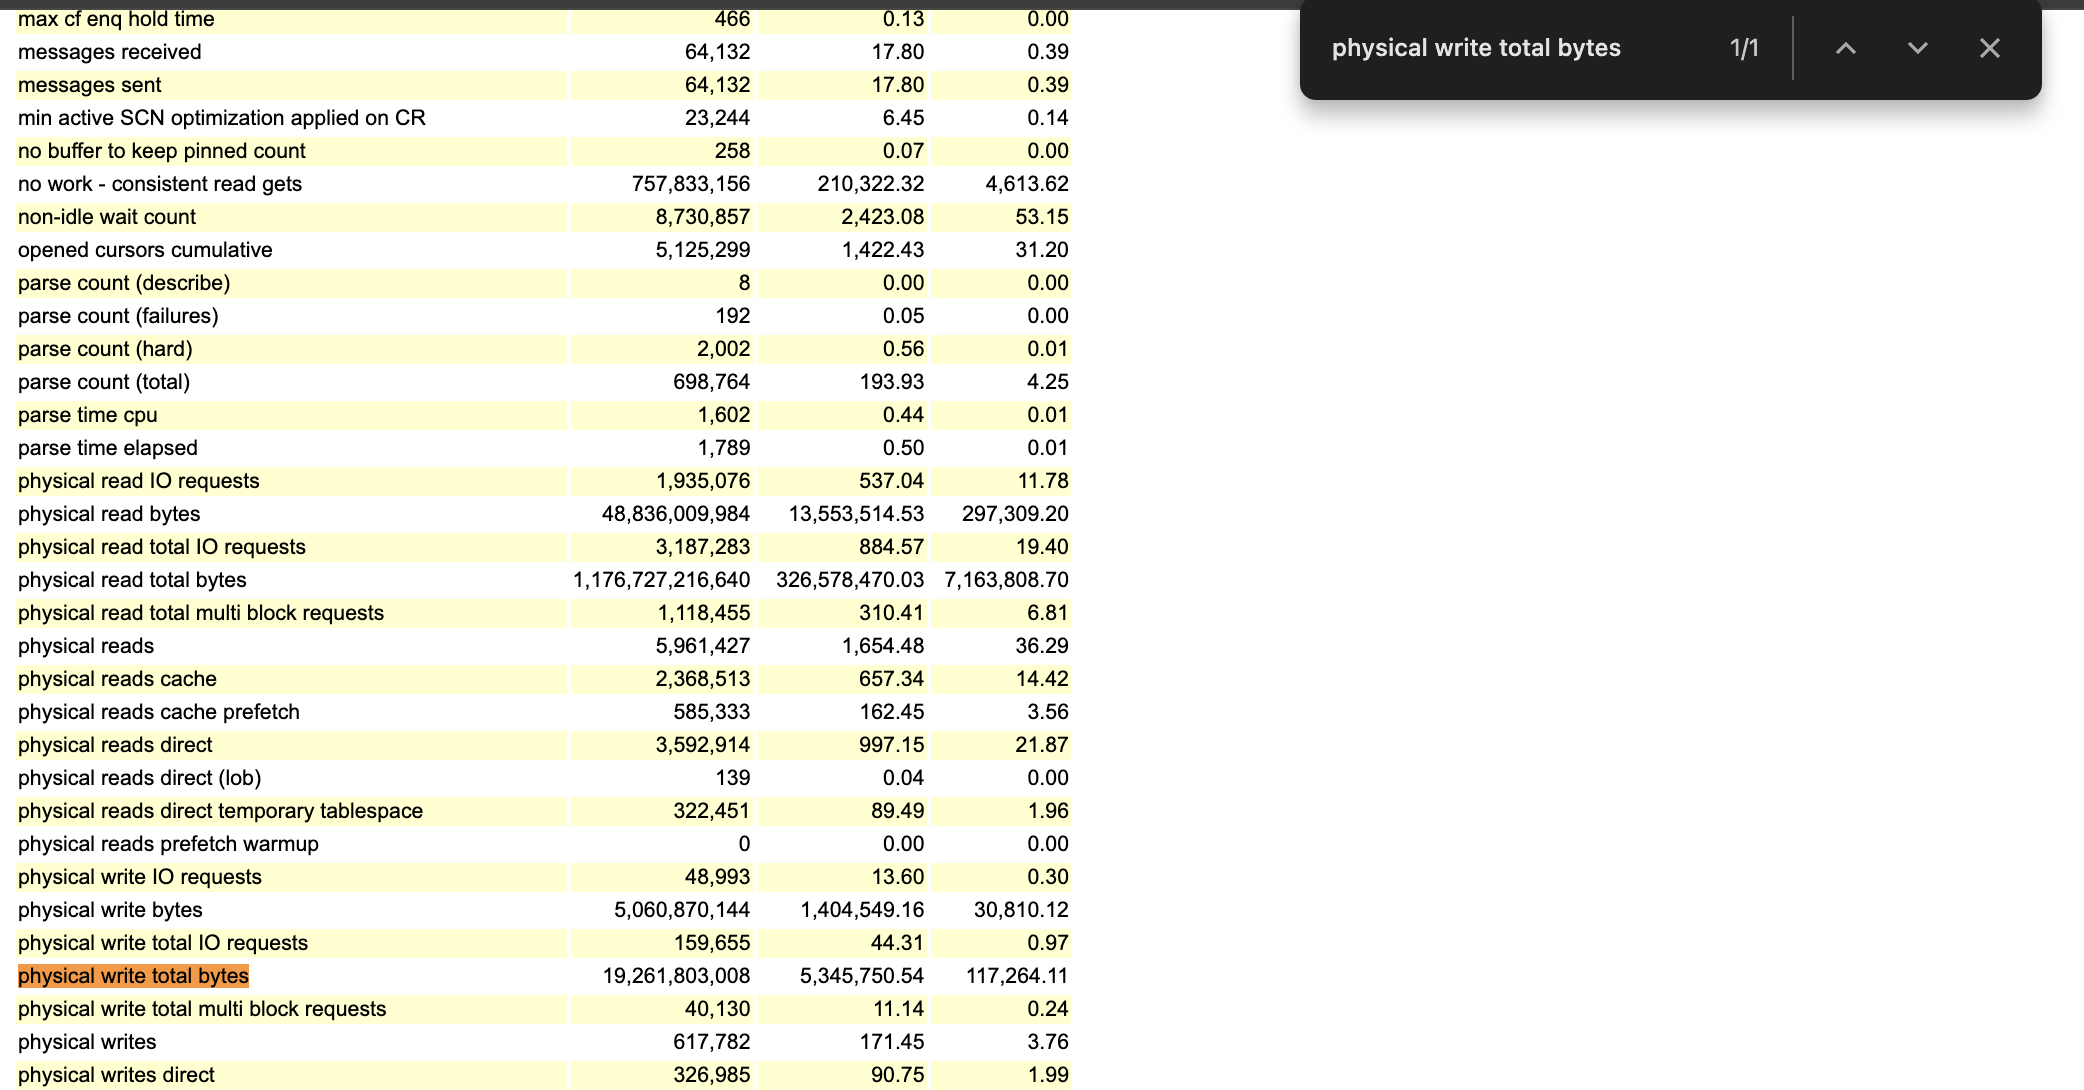 max cf enq hold time 466 0.13 0.00
physical write total bytes 1/1
messages received 64,132 17.80 0.39
messages sent 64,132 17.80 0.39
min active SCN optimization applied on CR 23,244 6.45 0.14
no buffer to keep pinned count 258 0.07 0.00
no work - consistent read gets 757,833,156 210,322.32 4,613.62
non-idle wait count 8,730,857 2,423.08 53.15
opened cursors cumulative 5,125,299 1,422.43 31.20
parse count (describe) 8 0.00 0.00
parse count (failures) 192 0.05 0.00
parse count (hard) 2,002 0.56 0.01
parse count (total) 698,764 193.93 4.25
parse time cpu 1,602 0.44 0.01
parse time elapsed 1,789 0.50 0.01
physical read IO requests 1,935,076 537.04 11.78
physical read bytes 48,836,009,984 13,553,514.53 297,309.20
physical read total IO requests 3,187,283 884.57 19.40
physical read total bytes 1,176,727,216,640 326,578,470.03 7,163,808.70
physical read total multi block requests 1,118,455 310.41 6.81
physical reads 5,961,427 1,654.48 36.29
physical reads cache 2,368,513 657.34 14.42
physical reads cache prefetch 585,333 162.45 3.56
physical reads direct 3,592,914 997.15 21.87
physical reads direct (lob) 139 0.04 0.00
physical reads direct temporary tablespace 322,451 89.49 1.96
physical reads prefetch warmup 0 0.00 0.00
physical write IO requests 48,993 13.60 0.30
physical write bytes 5,060,870,144 1,404,549.16 30,810.12
physical write total IO requests 159,655 44.31 0.97
physical write total bytes 19,261,803,008 5,345,750.54 117,264.11
physical write total multi block requests 40,130 11.14 0.24
physical writes 617,782 171.45 3.76
physical writes direct 326,985 90.75 1.99